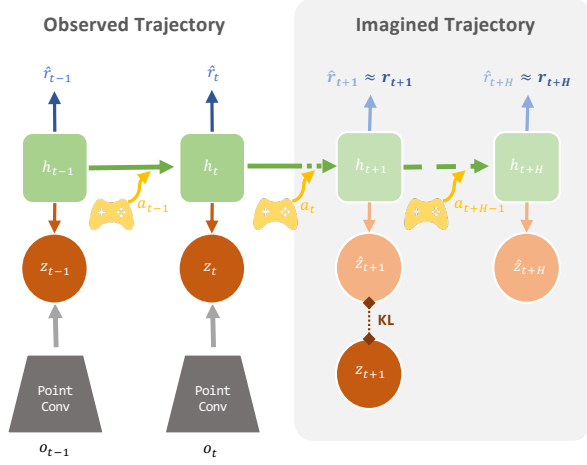 Observed Trajectory
Imagined Trajectory
r̂ₜ₋₁
r̂ₜ
r̂ₜ₊₁ ≈ rₜ₊₁
r̂ₜ₊H ≈ rₜ₊H
hₜ₋₁
hₜ
hₜ₊₁
hₜ₊H
aₜ₋₁
aₜ
aₜ₊H₋₁
zₜ₋₁
zₜ
ẑₜ₊₁
ẑₜ₊H
KL
zₜ₊₁
Point
Conv
Point
Conv
oₜ₋₁
oₜ